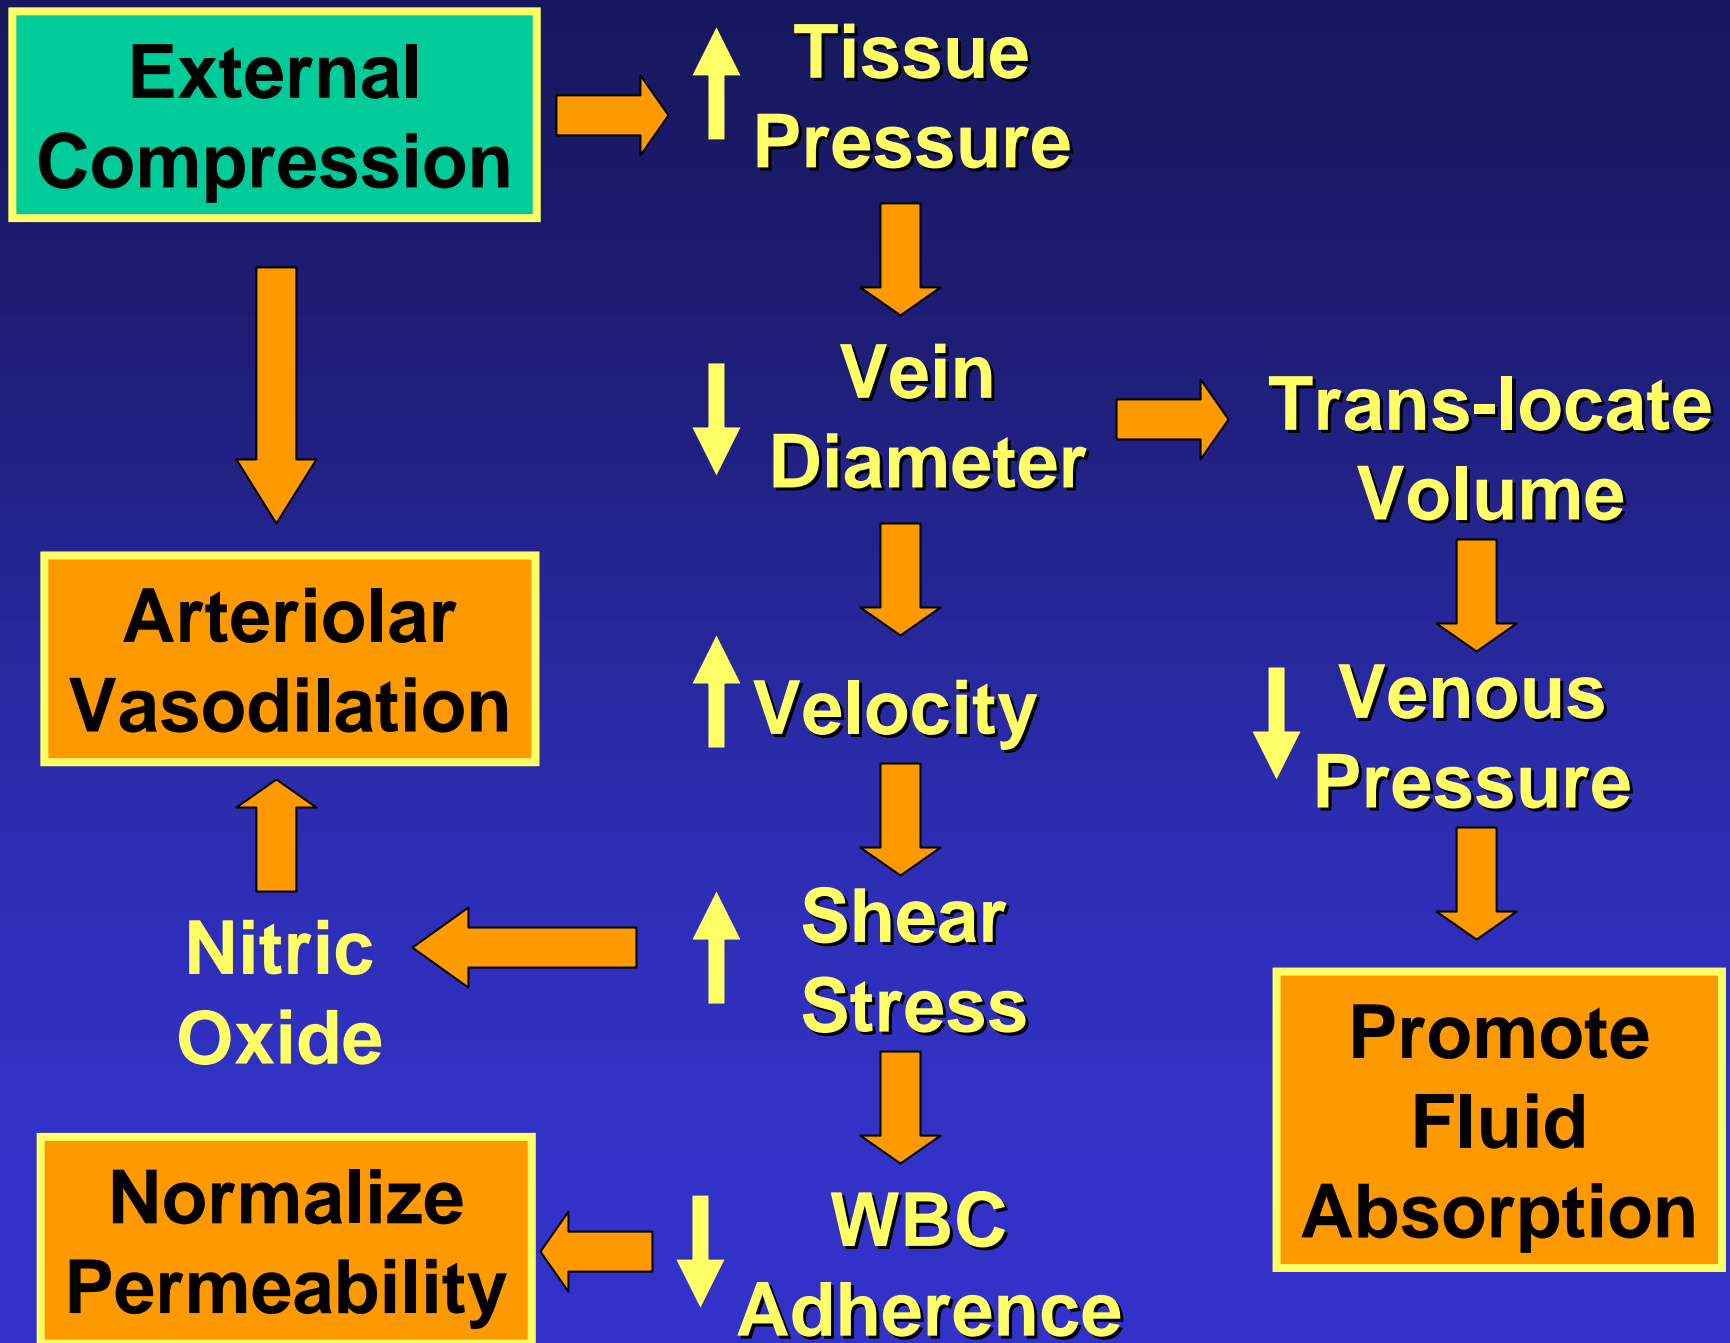 External
Compression
Tissue
Pressure
Vein
Diameter
Trans-locate
Volume
Arteriolar
Vasodilation
Velocity
Venous
Pressure
Nitric
Oxide
Shear
Stress
Promote
Fluid
Absorption
Normalize
Permeability
WBC
Adherence